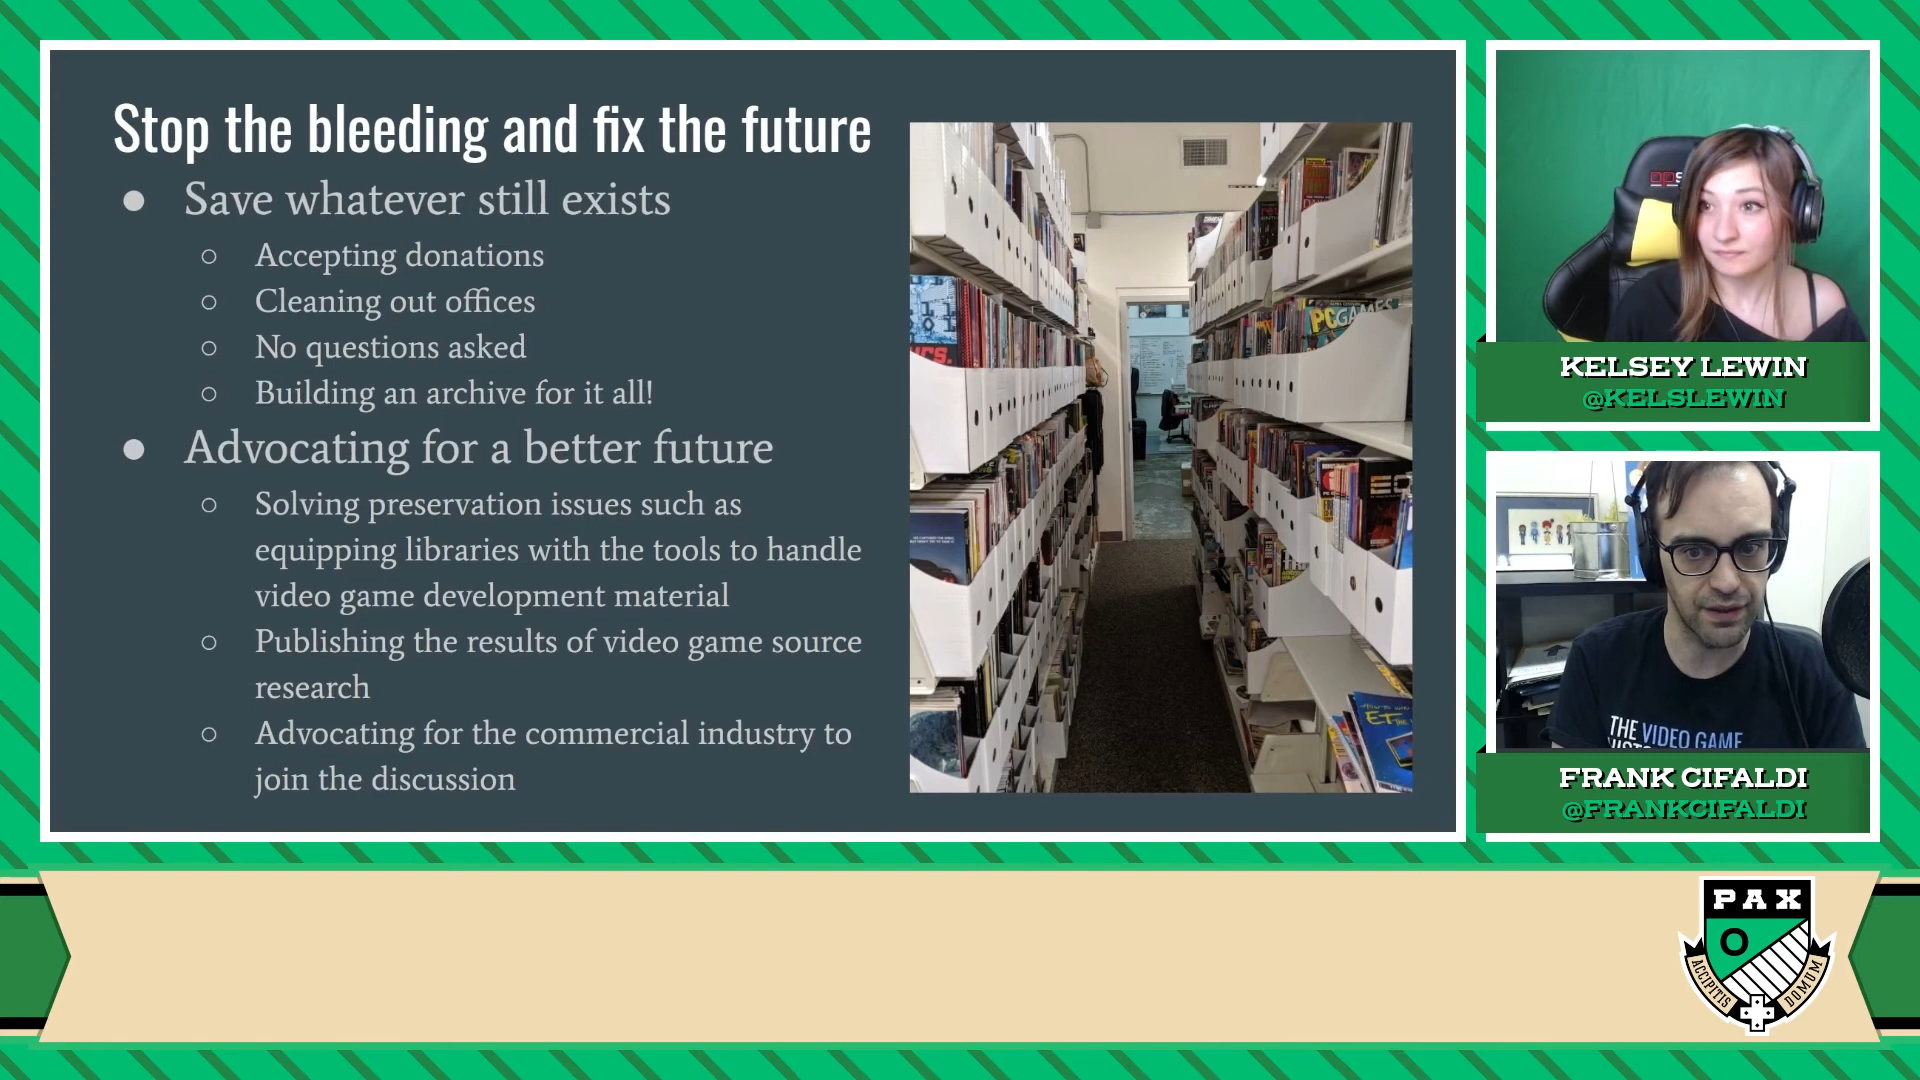 Stop the bleeding and fix the future
● Save whatever still exists
○ Accepting donations
○ Cleaning out offices
○ No questions asked
○ Building an archive for it all!
● Advocating for a better future
○ Solving preservation issues such as
equipping libraries with the tools to handle
video game development material
○ Publishing the results of video game source
research
○ Advocating for the commercial industry to
join the discussion
PC GAMES
ET
KELSEY LEWIN
@KELSLEWIN
THE VIDEO GAME
FRANK CIFALDI
@FRANKCIFALDI
PAX
O
ACCIPITIS DOMUM